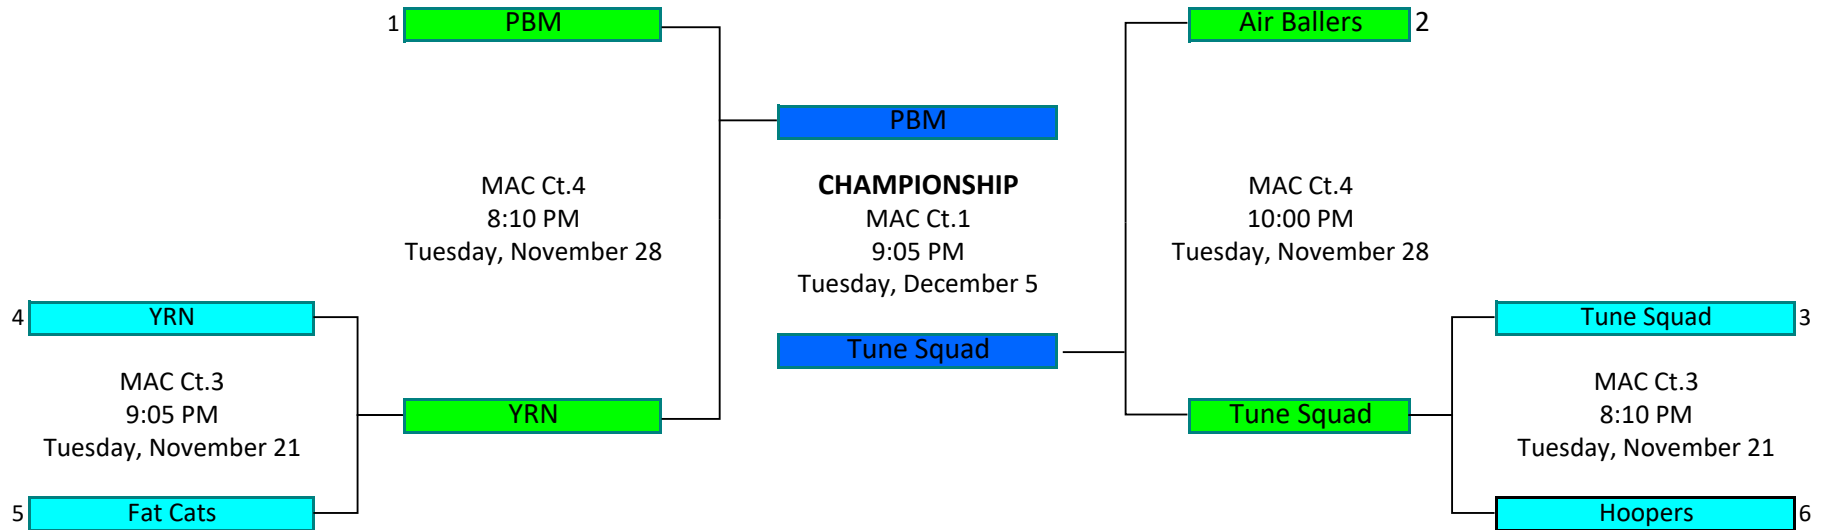 1 PBM
Air Ballers 2
PBM
MAC Ct.4
8:10 PM
Tuesday, November 28
CHAMPIONSHIP
MAC Ct.1
9:05 PM
Tuesday, December 5
MAC Ct.4
10:00 PM
Tuesday, November 28
4 YRN
Tune Squad
Tune Squad 3
MAC Ct.3
9:05 PM
Tuesday, November 21
YRN
Tune Squad
MAC Ct.3
8:10 PM
Tuesday, November 21
5 Fat Cats
Hoopers 6